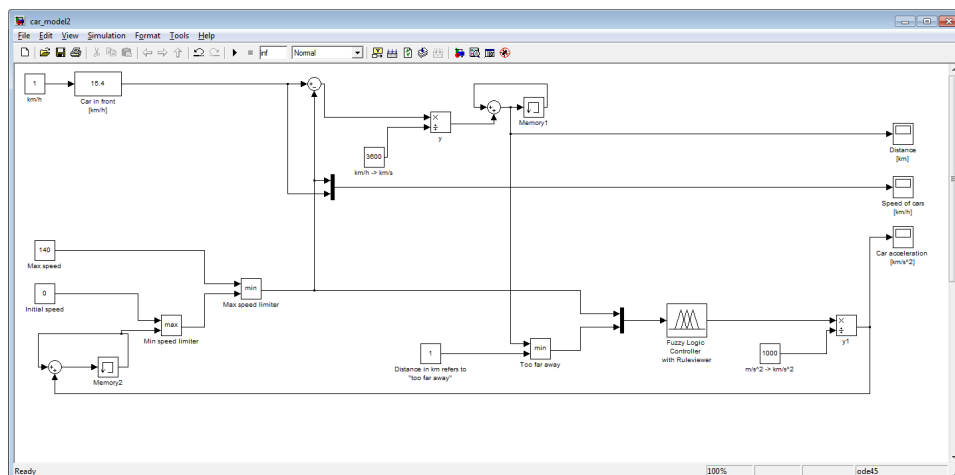 car_model2
File Edit View Simulation Format Tools Help
inf
Normal
1
km/h
16.4
Car in front
[km/h]
3600
km/h -> km/s
y
Memory1
Distance
[km]
Speed of cars
[km/h]
Car acceleration
[km/s^2]
140
Max speed
0
Initial speed
max
Min speed limiter
min
Max speed limiter
Memory2
1
Distance in km refers to
"too far away"
min
Too far away
Fuzzy Logic
Controller
with Ruleviewer
1000
m/s^2 -> km/s^2
y1
Ready
100%
ode45